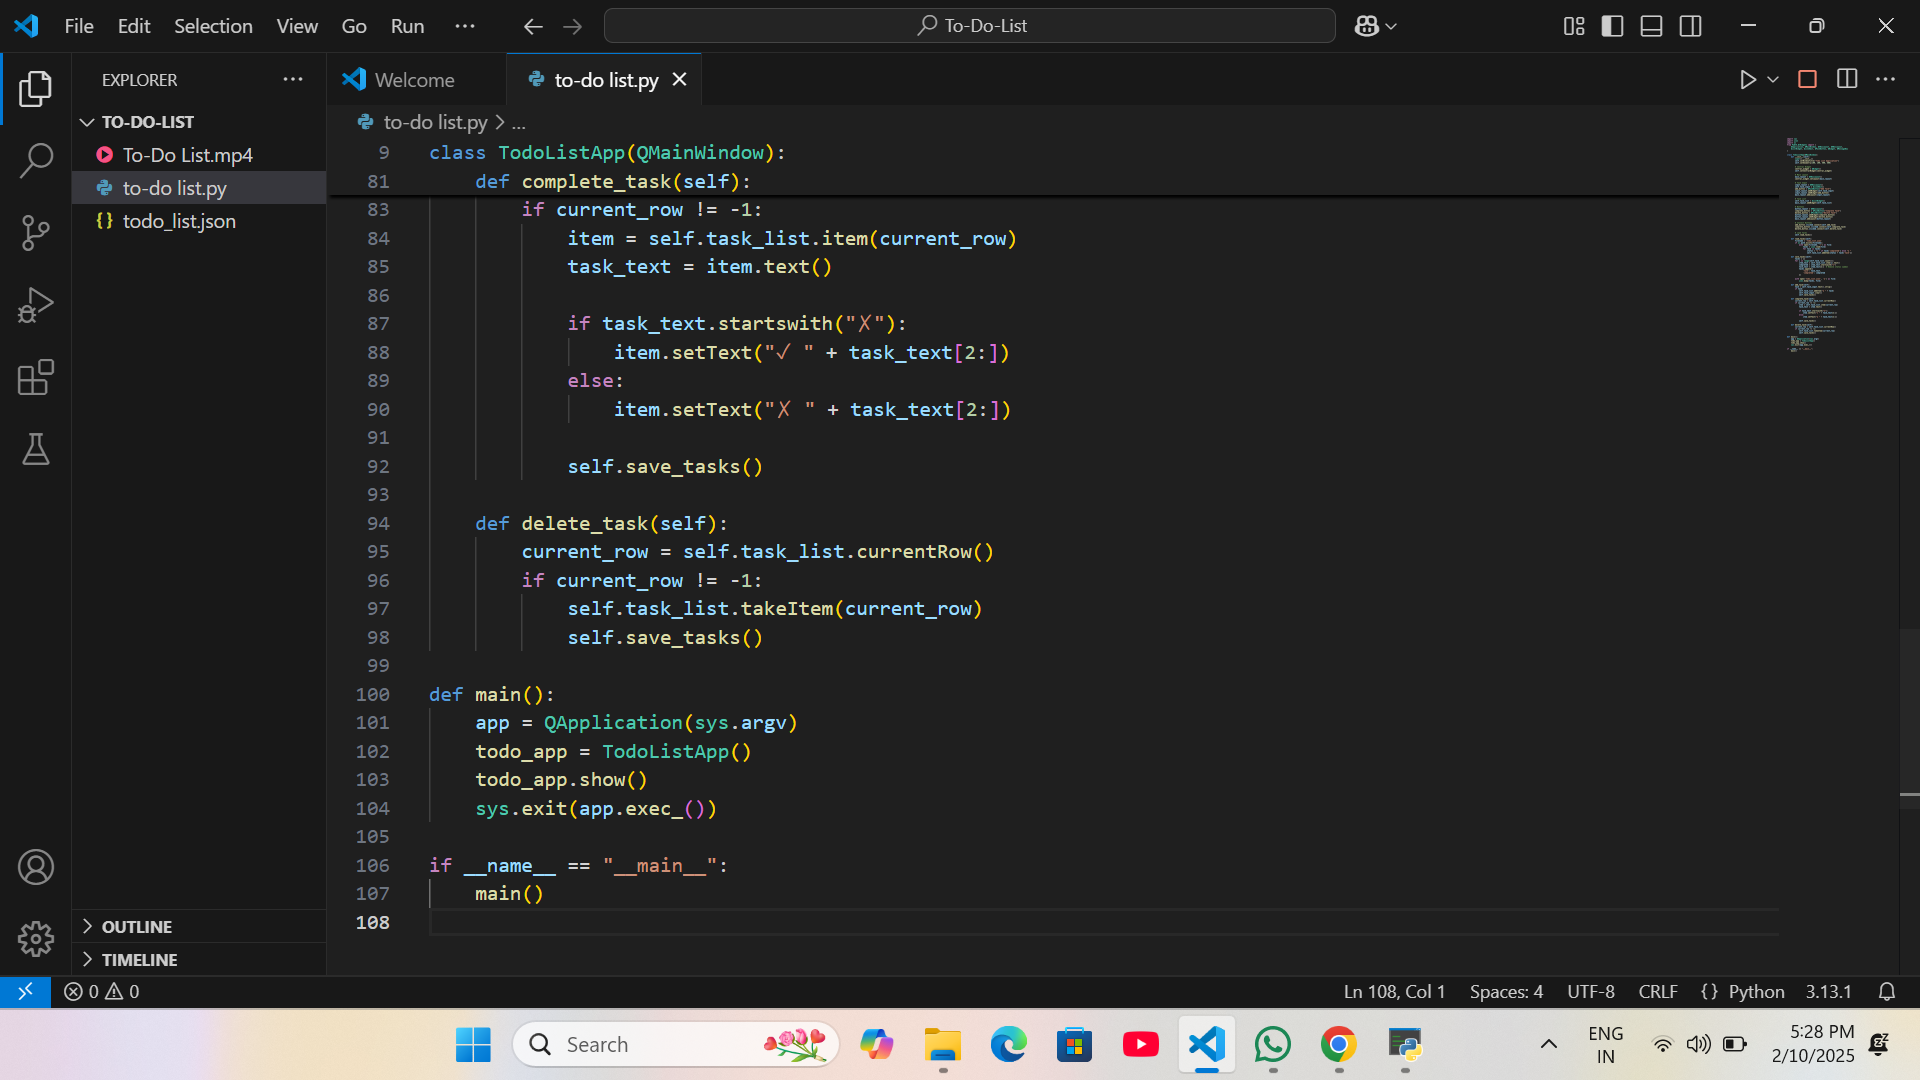 File Edit Selection View Go Run ...
To-Do-List
EXPLORER ...
Welcome
to-do list.py
TO-DO-LIST
To-Do List.mp4
to-do list.py
{} todo_list.json
to-do list.py > ...
9 class TodoListApp(QMainWindow):
81 def complete_task(self):
83 if current_row != -1:
84 item = self.task_list.item(current_row)
85 task_text = item.text()
86
87 if task_text.startswith("✗"):
88 item.setText("✓ " + task_text[2:])
89 else:
90 item.setText("✗ " + task_text[2:])
91
92 self.save_tasks()
93
94 def delete_task(self):
95 current_row = self.task_list.currentRow()
96 if current_row != -1:
97 self.task_list.takeItem(current_row)
98 self.save_tasks()
99
100 def main():
101 app = QApplication(sys.argv)
102 todo_app = TodoListApp()
103 todo_app.show()
104 sys.exit(app.exec_())
105
106 if __name__ == "__main__":
107 main()
108
OUTLINE
TIMELINE
0 0
Ln 108, Col 1 Spaces: 4 UTF-8 CRLF {} Python 3.13.1
Search
ENG
IN
5:28 PM
2/10/2025